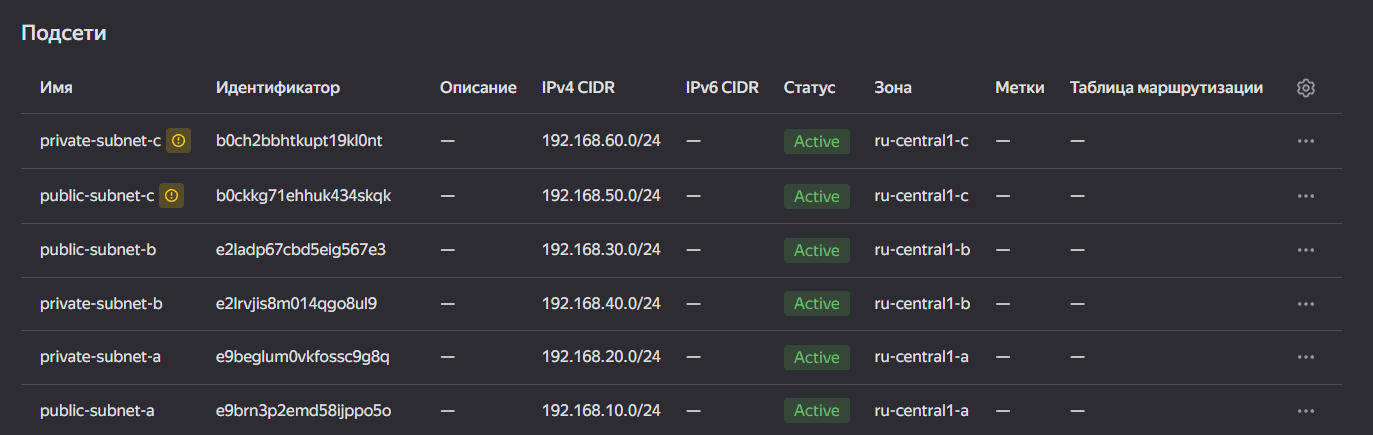 Подсети
Имя Идентификатор Описание IPv4 CIDR IPv6 CIDR Статус Зона Метки Таблица маршрутизации
private-subnet-c b0ch2bbhtkupt19kl0nt — 192.168.60.0/24 — Active ru-central1-c — —
public-subnet-c b0ckkg71ehhuk434skqk — 192.168.50.0/24 — Active ru-central1-c — —
public-subnet-b e2ladp67cbd5eig567e3 — 192.168.30.0/24 — Active ru-central1-b — —
private-subnet-b e2lrvjis8m014qgo8ul9 — 192.168.40.0/24 — Active ru-central1-b — —
private-subnet-a e9beglum0vkfossc9g8q — 192.168.20.0/24 — Active ru-central1-a — —
public-subnet-a e9brn3p2emd58ijppo5o — 192.168.10.0/24 — Active ru-central1-a — —